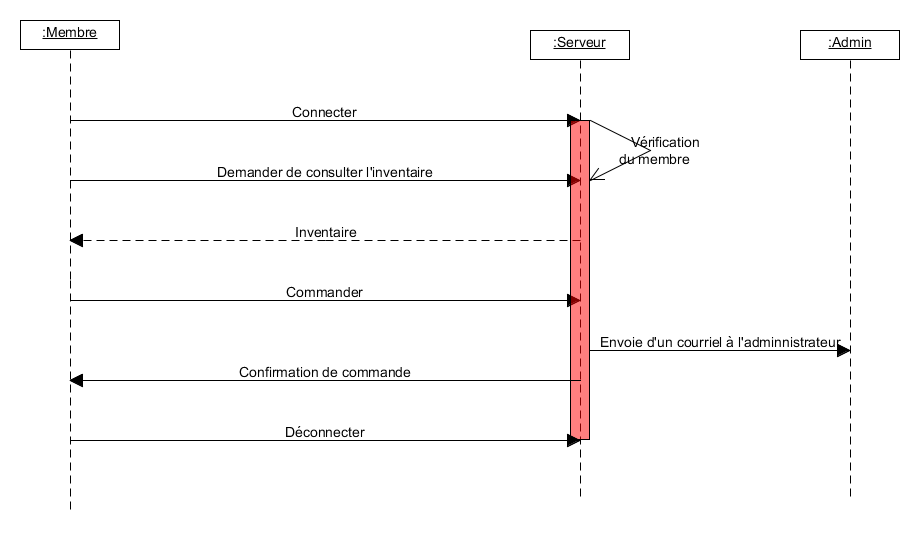 :Membre
:Serveur
:Admin
Connecter
Vérification
du membre
Demander de consulter l'inventaire
Inventaire
Commander
Envoie d'un courriel à l'adminnistrateur
Confirmation de commande
Déconnecter